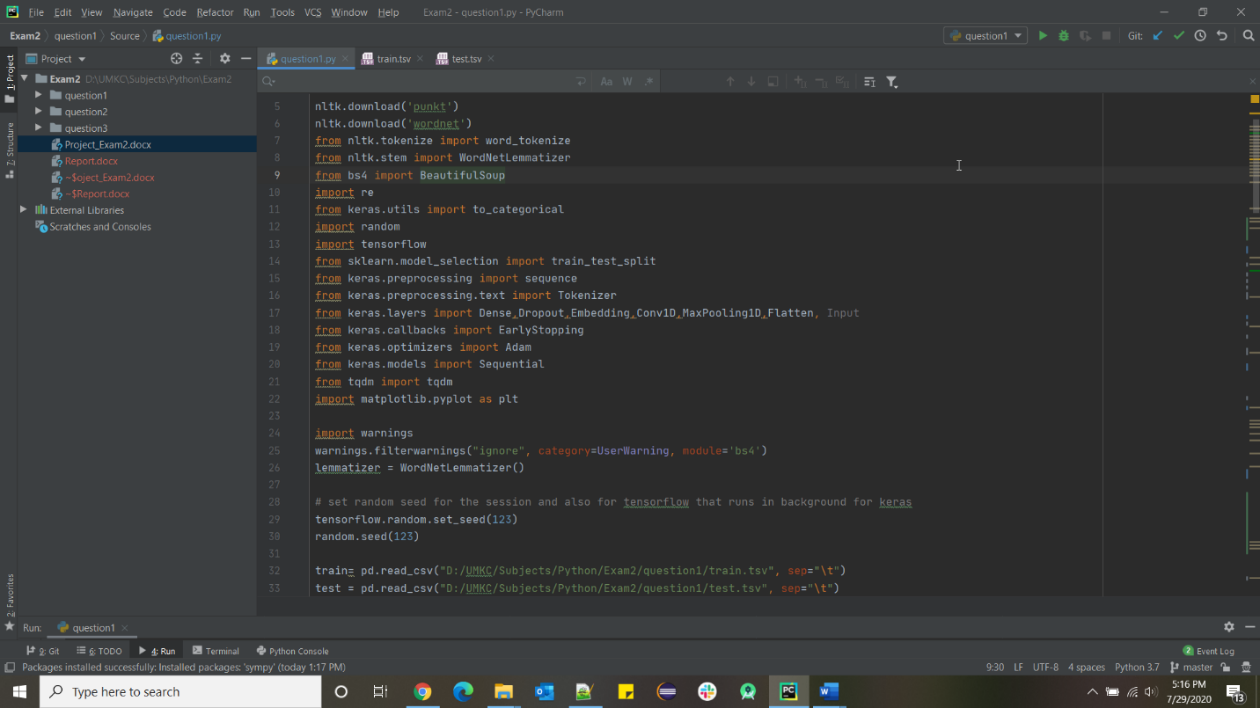 File Edit View Navigate Code Refactor Run Tools VCS Window Help Exam2 - question1.py - PyCharm
Exam2 question1 Source question1.py question1 Git:
1: Project
Project
question1.py train.tsv test.tsv
Exam2 D:\UMKC\Subjects\Python\Exam2
question1
question2
question3
Project_Exam2.docx
Report.docx
~$oject_Exam2.docx
~$Report.docx
External Libraries
Scratches and Consoles
Z: Structure
2: Favorites
Aa W .*
5 nltk.download('punkt')
6 nltk.download('wordnet')
7 from nltk.tokenize import word_tokenize
8 from nltk.stem import WordNetLemmatizer
9 from bs4 import BeautifulSoup
10 import re
11 from keras.utils import to_categorical
12 import random
13 import tensorflow
14 from sklearn.model_selection import train_test_split
15 from keras.preprocessing import sequence
16 from keras.preprocessing.text import Tokenizer
17 from keras.layers import Dense,Dropout,Embedding,Conv1D,MaxPooling1D,Flatten, Input
18 from keras.callbacks import EarlyStopping
19 from keras.optimizers import Adam
20 from keras.models import Sequential
21 from tqdm import tqdm
22 import matplotlib.pyplot as plt
23
24 import warnings
25 warnings.filterwarnings("ignore", category=UserWarning, module='bs4')
26 lemmatizer = WordNetLemmatizer()
27
28 # set random seed for the session and also for tensorflow that runs in background for keras
29 tensorflow.random.set_seed(123)
30 random.seed(123)
31
32 train= pd.read_csv("D:/UMKC/Subjects/Python/Exam2/question1/train.tsv", sep="\t")
33 test = pd.read_csv("D:/UMKC/Subjects/Python/Exam2/question1/test.tsv", sep="\t")
Run: question1
9: Git 6: TODO 4: Run Terminal Python Console 2 Event Log
Packages installed successfully: Installed packages: 'sympy' (today 1:17 PM) 9:30 LF UTF-8 4 spaces Python 3.7 master
Type here to search
5:16 PM
7/29/2020
13